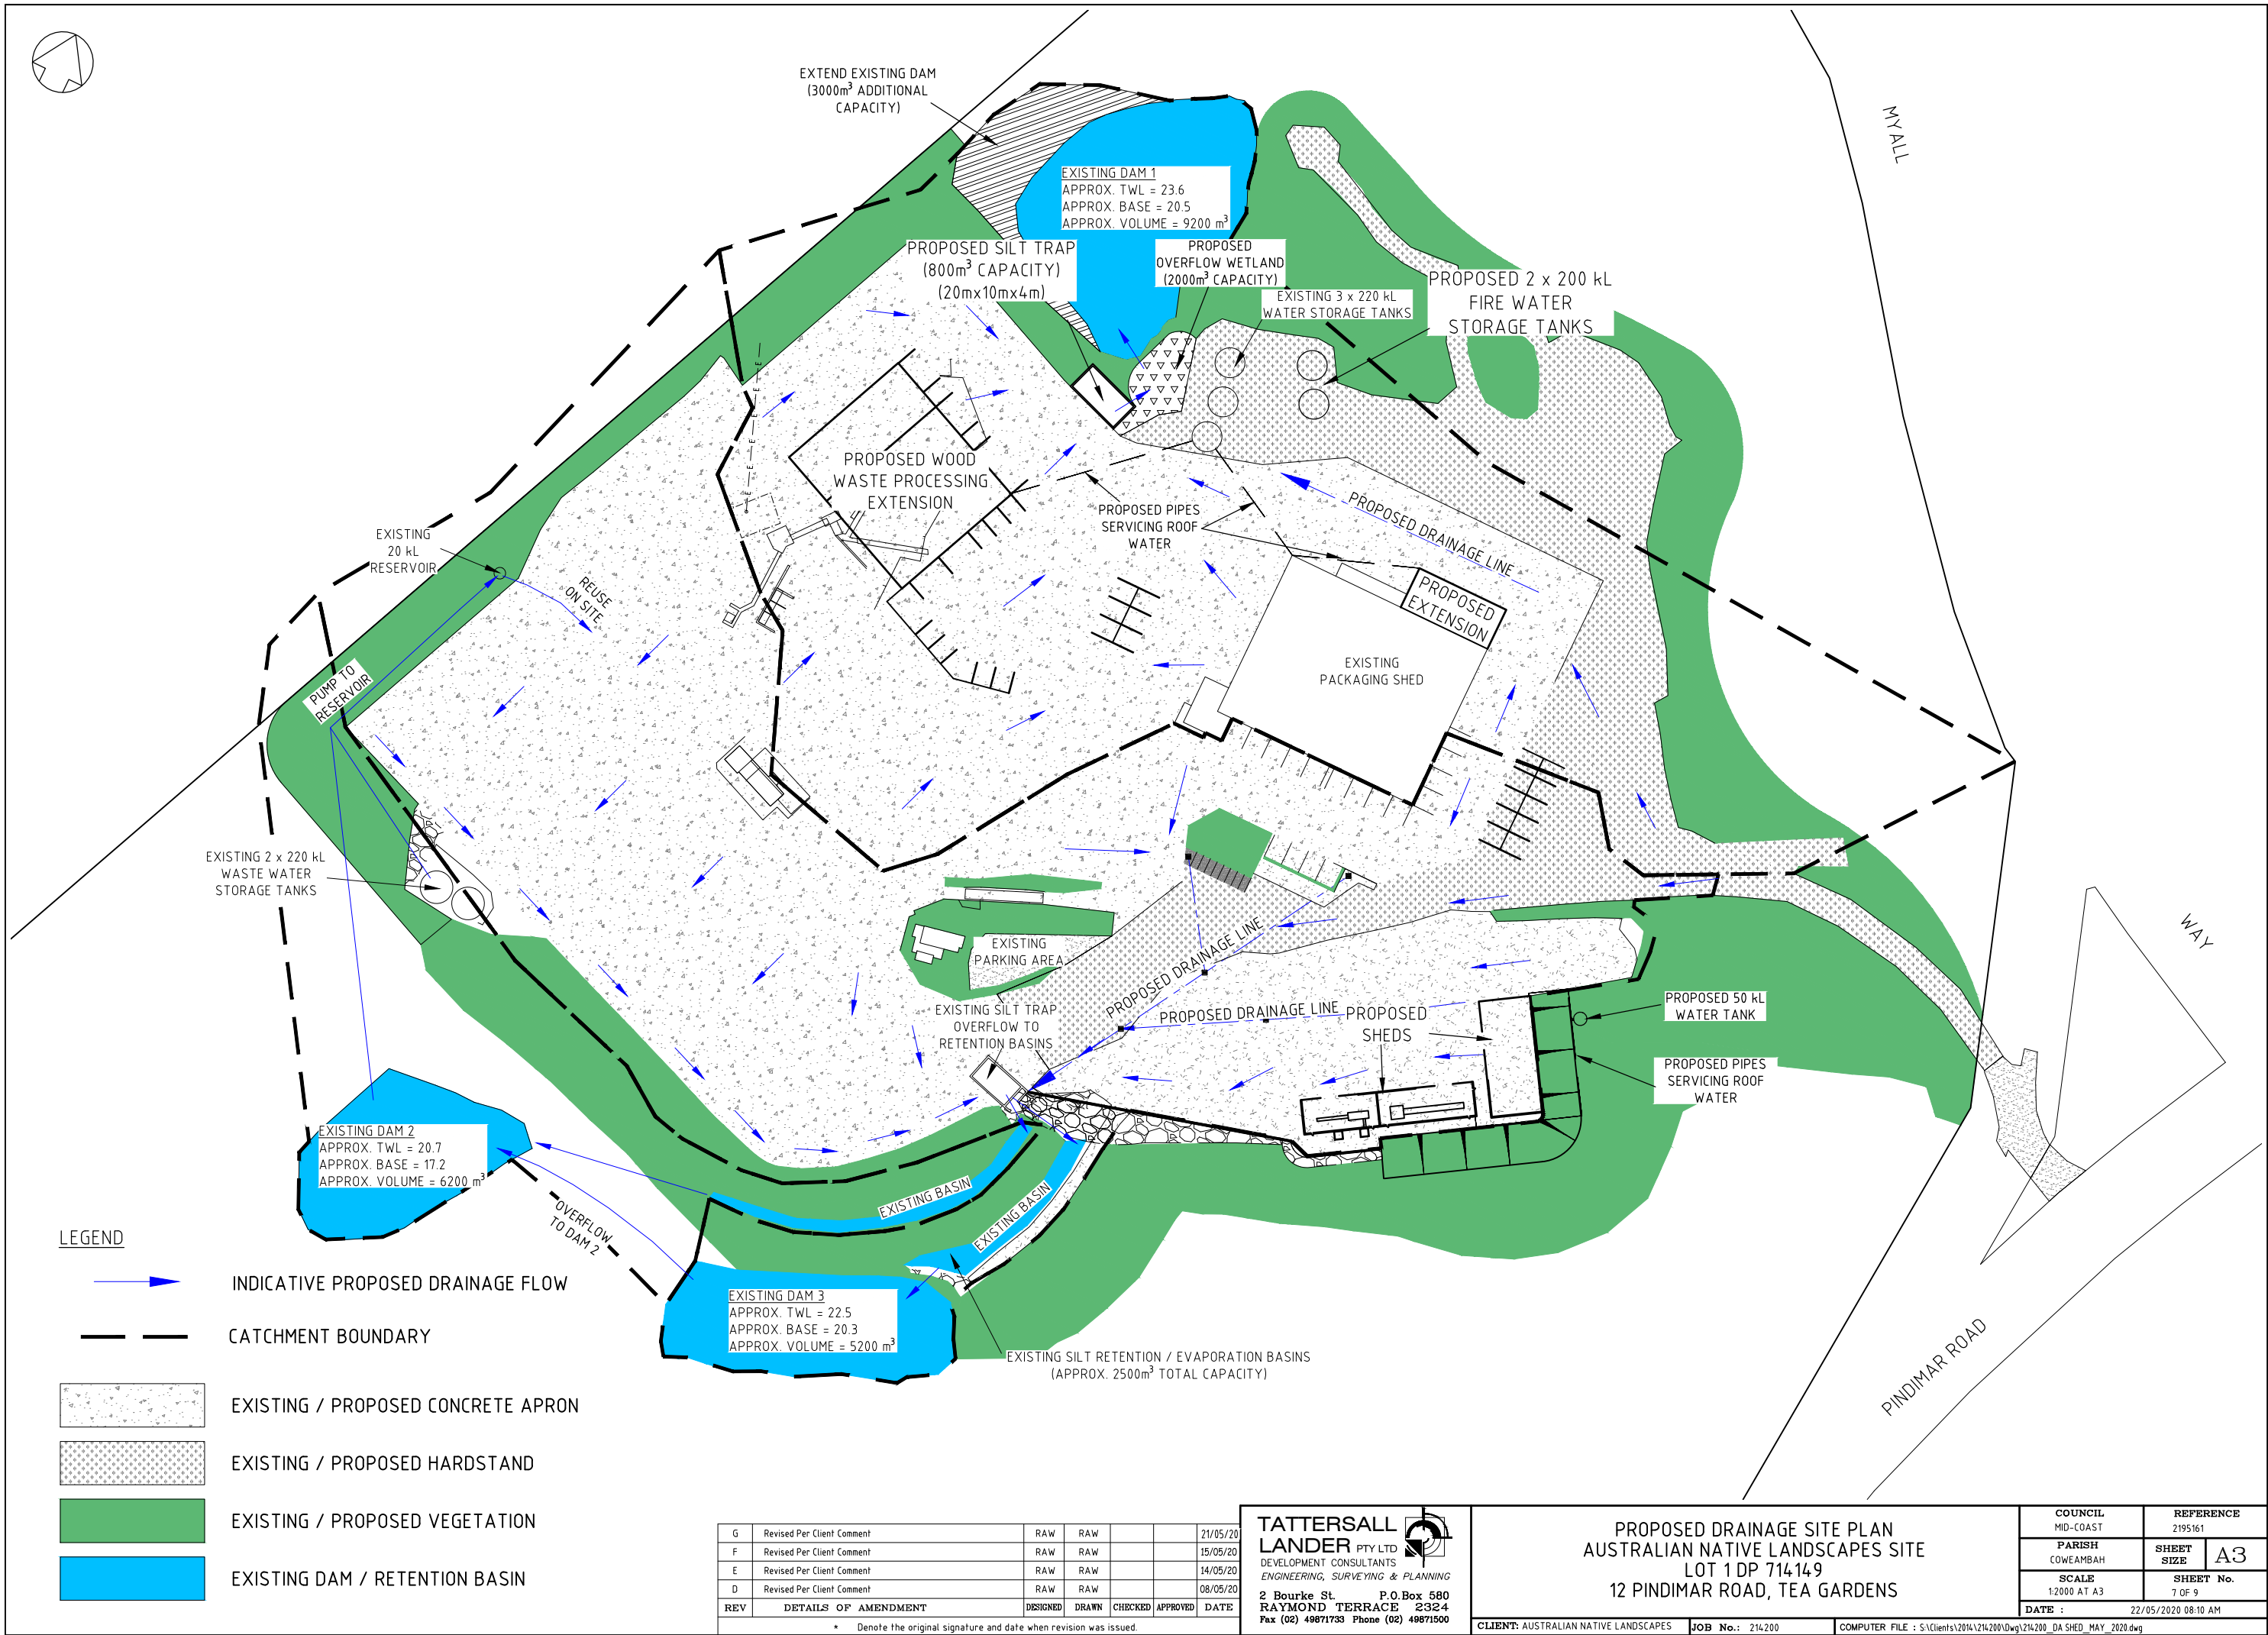 EXTEND EXISTING DAM
(3000m³ ADDITIONAL
CAPACITY)
MYALL
EXISTING DAM 1
APPROX. TWL = 23.6
APPROX. BASE = 20.5
APPROX. VOLUME = 9200 m³
PROPOSED SILT TRAP
(800m³ CAPACITY)
(20mx10mx4m)
PROPOSED
OVERFLOW WETLAND
(2000m³ CAPACITY)
EXISTING 3 x 220 kL
WATER STORAGE TANKS
PROPOSED 2 x 200 kL
FIRE WATER
STORAGE TANKS
E
E
E
E
E
E
PROPOSED WOOD
WASTE PROCESSING
EXTENSION
PROPOSED PIPES
SERVICING ROOF
WATER
PROPOSED DRAINAGE LINE
EXISTING
20 kL
RESERVOIR
REUSE
ON SITE
PROPOSED
EXTENSION
EXISTING
PACKAGING SHED
PUMP TO
RESERVOIR
EXISTING 2 x 220 kL
WASTE WATER
STORAGE TANKS
WAY
EXISTING
PARKING AREA
PROPOSED DRAINAGE LINE
EXISTING SILT TRAP
OVERFLOW TO
RETENTION BASINS
PROPOSED DRAINAGE LINE
PROPOSED
SHEDS
PROPOSED 50 kL
WATER TANK
PROPOSED PIPES
SERVICING ROOF
WATER
EXISTING DAM 2
APPROX. TWL = 20.7
APPROX. BASE = 17.2
APPROX. VOLUME = 6200 m³
OVERFLOW
TO DAM 2
EXISTING BASIN
EXISTING BASIN
EXISTING DAM 3
APPROX. TWL = 22.5
APPROX. BASE = 20.3
APPROX. VOLUME = 5200 m³
EXISTING SILT RETENTION / EVAPORATION BASINS
(APPROX. 2500m³ TOTAL CAPACITY)
PINDIMAR ROAD
LEGEND
INDICATIVE PROPOSED DRAINAGE FLOW
CATCHMENT BOUNDARY
EXISTING / PROPOSED CONCRETE APRON
EXISTING / PROPOSED HARDSTAND
EXISTING / PROPOSED VEGETATION
EXISTING DAM / RETENTION BASIN
G Revised Per Client Comment RAW RAW 21/05/20
F Revised Per Client Comment RAW RAW 15/05/20
E Revised Per Client Comment RAW RAW 14/05/20
D Revised Per Client Comment RAW RAW 08/05/20
REV DETAILS OF AMENDMENT DESIGNED DRAWN CHECKED APPROVED DATE
* Denote the original signature and date when revision was issued.
TATTERSALL
LANDER PTY LTD
DEVELOPMENT CONSULTANTS
ENGINEERING, SURVEYING & PLANNING
2 Bourke St. P.O.Box 580
RAYMOND TERRACE 2324
Fax (02) 49871733 Phone (02) 49871500
PROPOSED DRAINAGE SITE PLAN
AUSTRALIAN NATIVE LANDSCAPES SITE
LOT 1 DP 714149
12 PINDIMAR ROAD, TEA GARDENS
CLIENT: AUSTRALIAN NATIVE LANDSCAPES JOB No.: 214200 COMPUTER FILE : S:\Clients\2014\214200\Dwg\214200_DA SHED_MAY_2020.dwg
COUNCIL
MID-COAST
REFERENCE
2195161
PARISH
COWEAMBAH
SHEET
SIZE A3
SCALE
1:2000 AT A3
SHEET No.
7 OF 9
DATE : 22/05/2020 08:10 AM